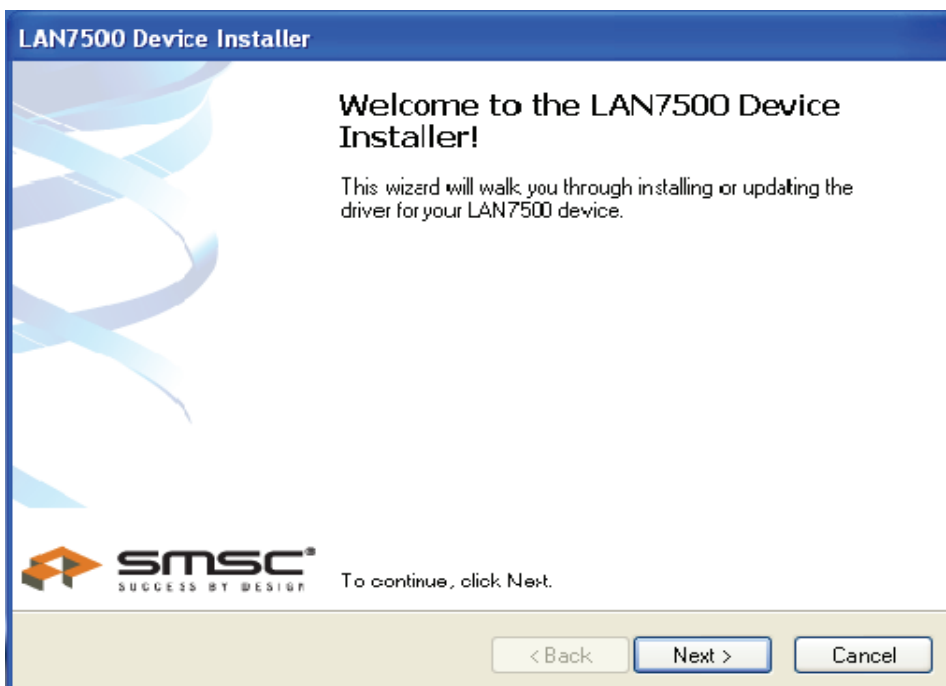 LAN7500 Device Installer
Welcome to the LAN7500 Device
Installer!
This wizard will walk you through installing or updating the
driver for your LAN7500 device.
smsc®
SUCCESS BY DESIGN
To continue, click Next.
< Back
Next >
Cancel